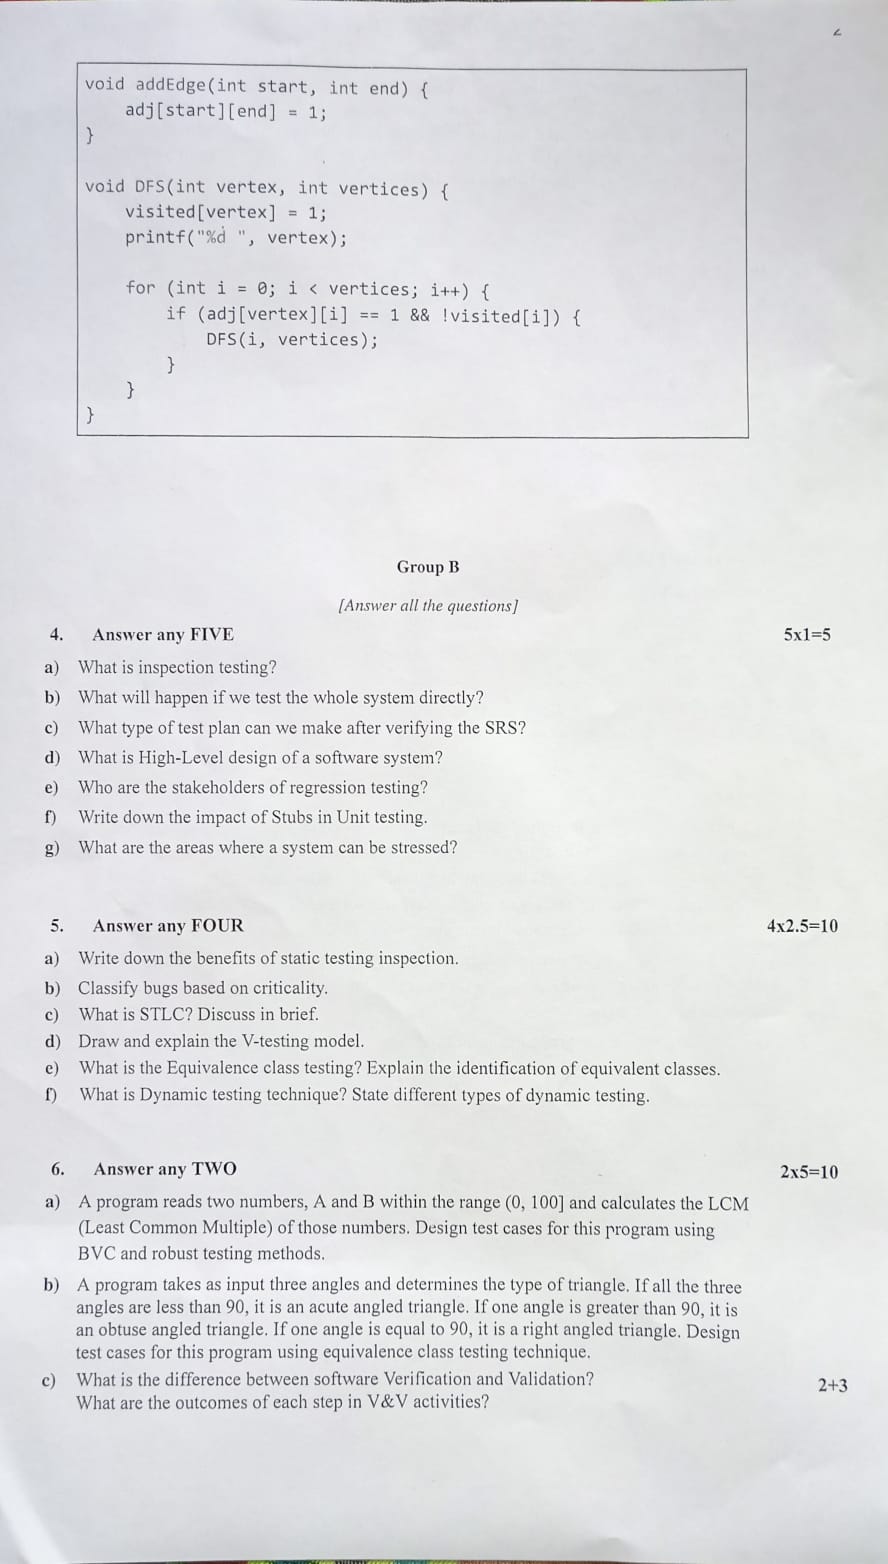 2
void addEdge(int start, int end) {
    adj[start][end] = 1;
}
void DFS(int vertex, int vertices) {
    visited[vertex] = 1;
    printf("%d ", vertex);
    for (int i = 0; i < vertices; i++) {
        if (adj[vertex][i] == 1 && !visited[i]) {
            DFS(i, vertices);
        }
    }
}
Group B
[Answer all the questions]
4. Answer any FIVE 5x1=5
a) What is inspection testing?
b) What will happen if we test the whole system directly?
c) What type of test plan can we make after verifying the SRS?
d) What is High-Level design of a software system?
e) Who are the stakeholders of regression testing?
f) Write down the impact of Stubs in Unit testing.
g) What are the areas where a system can be stressed?
5. Answer any FOUR 4x2.5=10
a) Write down the benefits of static testing inspection.
b) Classify bugs based on criticality.
c) What is STLC? Discuss in brief.
d) Draw and explain the V-testing model.
e) What is the Equivalence class testing? Explain the identification of equivalent classes.
f) What is Dynamic testing technique? State different types of dynamic testing.
6. Answer any TWO 2x5=10
a) A program reads two numbers, A and B within the range (0, 100] and calculates the LCM
(Least Common Multiple) of those numbers. Design test cases for this program using
BVC and robust testing methods.
b) A program takes as input three angles and determines the type of triangle. If all the three
angles are less than 90, it is an acute angled triangle. If one angle is greater than 90, it is
an obtuse angled triangle. If one angle is equal to 90, it is a right angled triangle. Design
test cases for this program using equivalence class testing technique.
c) What is the difference between software Verification and Validation? 2+3
What are the outcomes of each step in V&V activities?